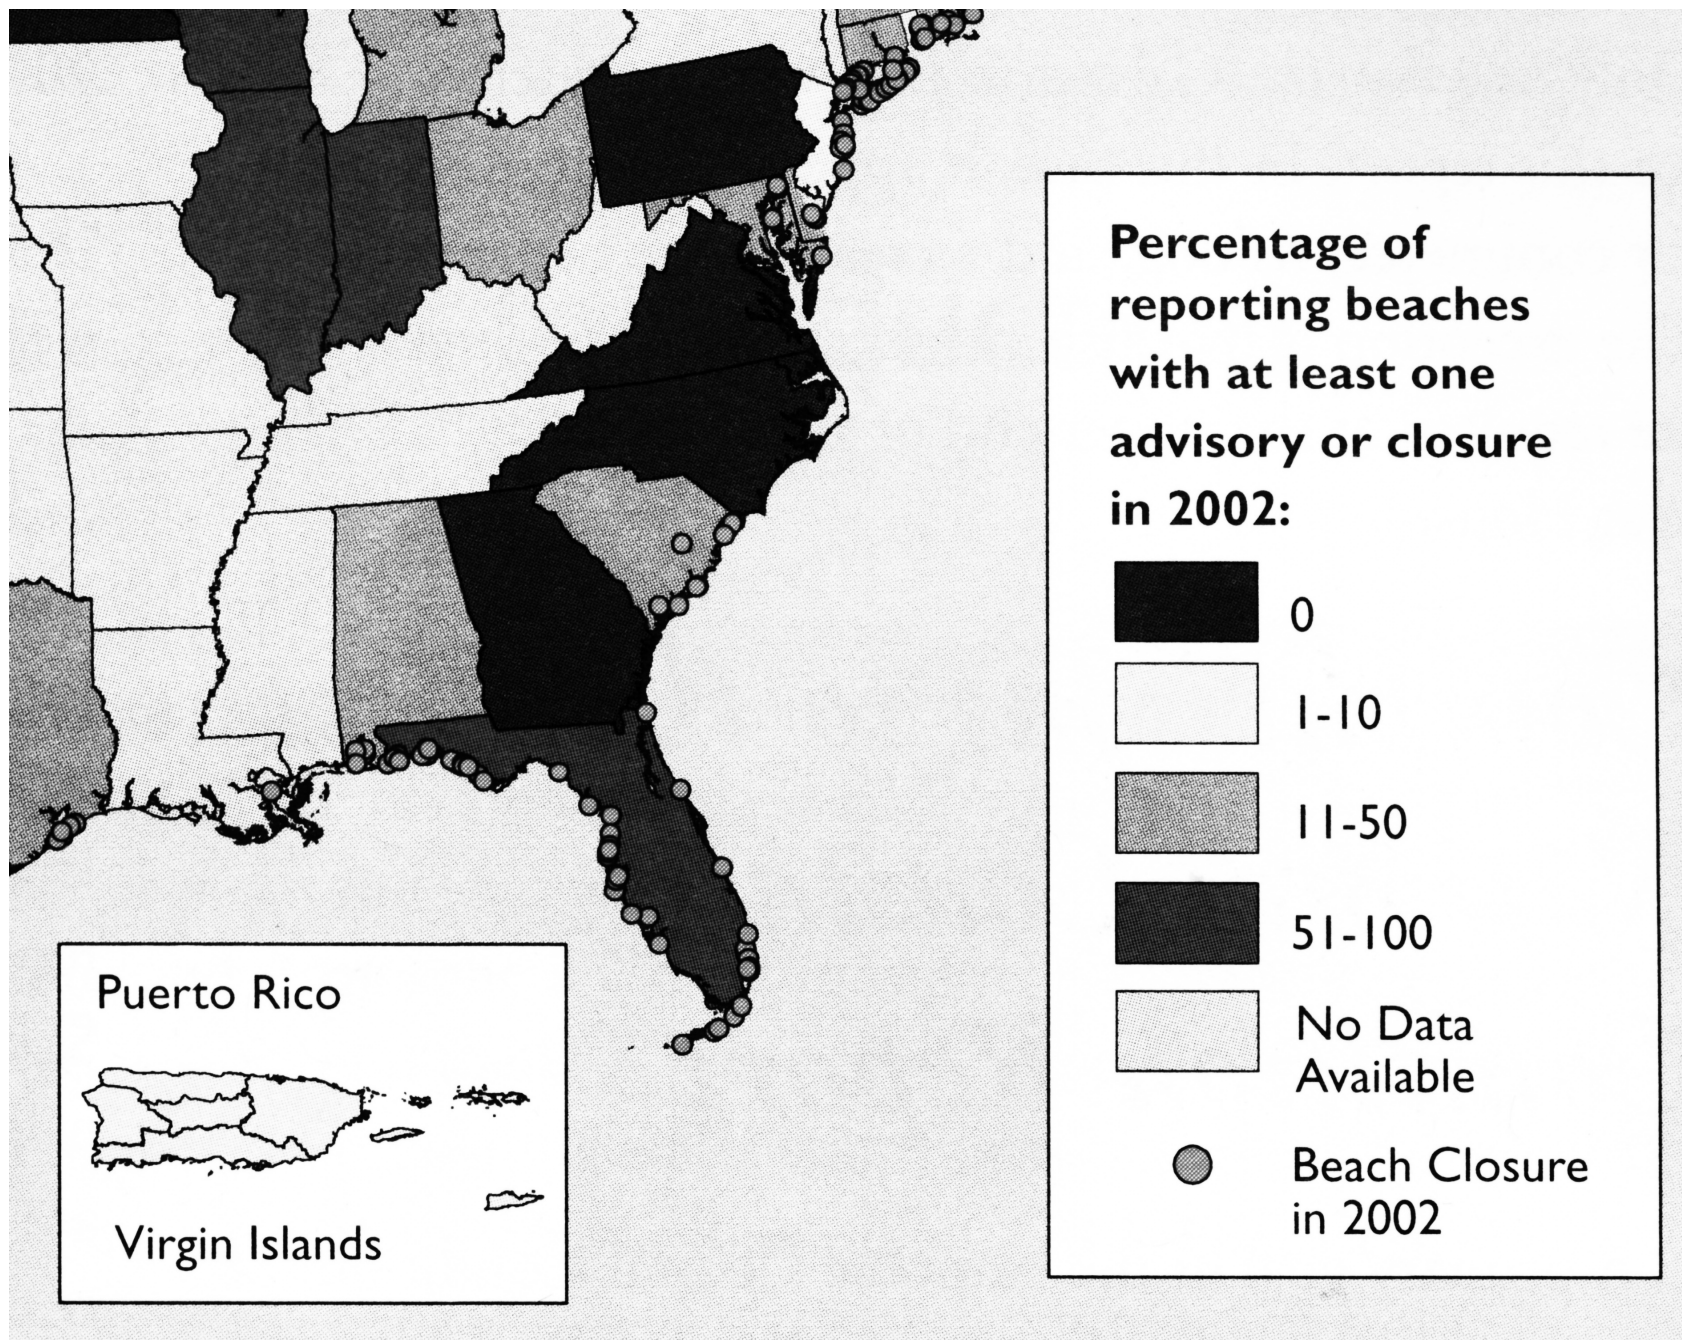 Percentage of
reporting beaches
with at least one
advisory or closure
in 2002:
0
1-10
11-50
51-100
No Data
Available
Beach Closure
in 2002
Puerto Rico
Virgin Islands